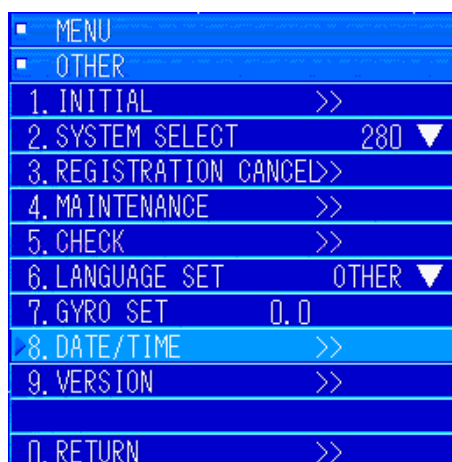 MENU
OTHER
1. INITIAL >>
2. SYSTEM SELECT 280 ▼
3. REGISTRATION CANCEL>>
4. MAINTENANCE >>
5. CHECK >>
6. LANGUAGE SET OTHER ▼
7. GYRO SET 0.0
8. DATE/TIME >>
9. VERSION >>
0. RETURN >>